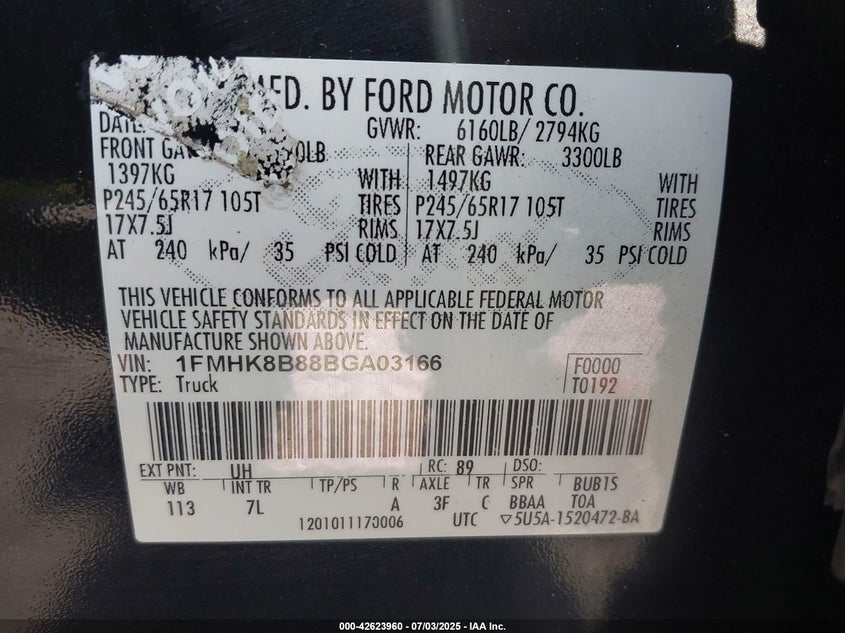 MFD. BY FORD MOTOR CO.
DATE: GVWR: 6160LB/ 2794KG
FRONT GA 0LB REAR GAWR: 3300LB
1397KG WITH 1497KG WITH
P245/65R17 105T TIRES P245/65R17 105T TIRES
17X7.5J RIMS 17X7.5J RIMS
AT 240 kPa/ 35 PSI COLD AT 240 kPa/ 35 PSI COLD
THIS VEHICLE CONFORMS TO ALL APPLICABLE FEDERAL MOTOR
VEHICLE SAFETY STANDARDS IN EFFECT ON THE DATE OF
MANUFACTURE SHOWN ABOVE.
VIN: 1FMHK8B88BGA03166 F0000
TYPE: Truck T0192
EXT PNT: UH RC: 89 DSO:
WB INT TR TP/PS R AXLE TR SPR BUB1S
113 7L A 3F C BBAA TOA
1201011170006 UTC ▽5U5A-1520472-BA
000-42623960 - 07/03/2025 - IAA Inc.